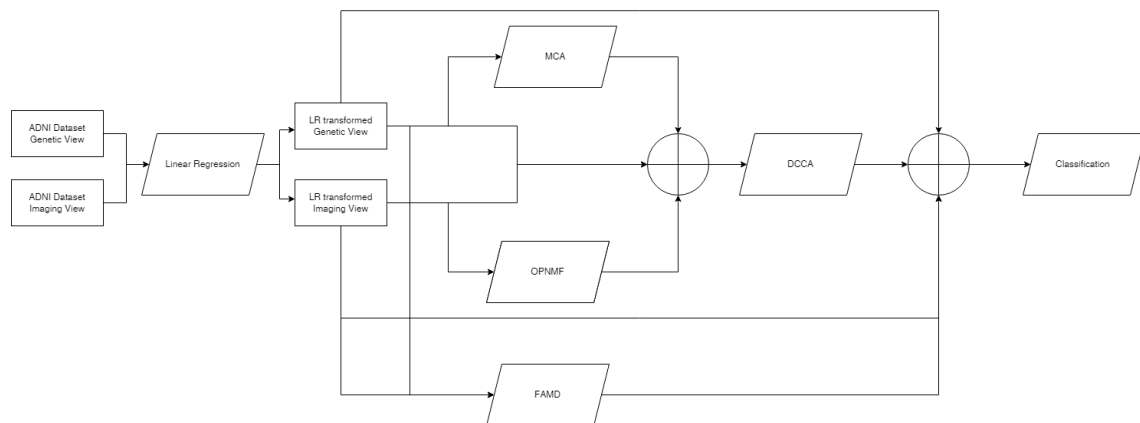 MCA
ADNI Dataset
Genetic View
LR transformed
Genetic View
Linear Regression
DCCA
Classification
ADNI Dataset
Imaging View
LR transformed
Imaging View
OPNMF
FAMD